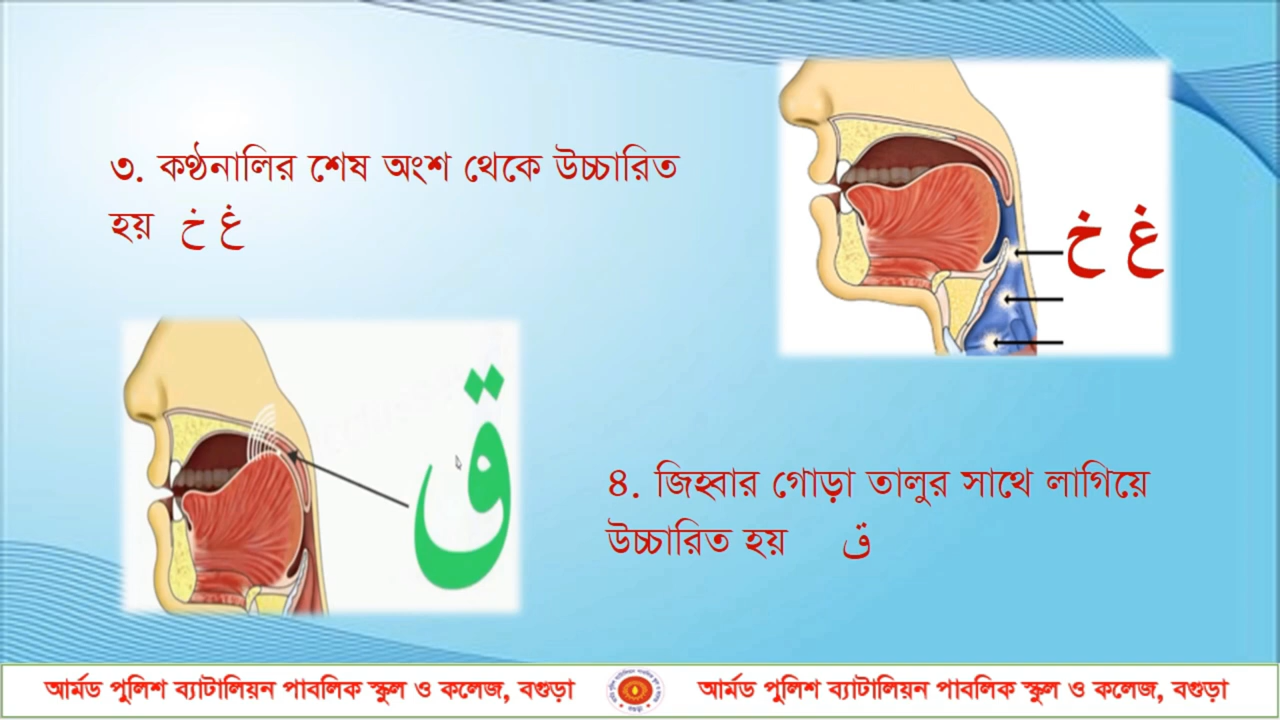 ৩. কণ্ঠনালির শেষ অংশ থেকে উচ্চারিত
হয় خ غ
غ خ
ق
৪. জিহ্বার গোড়া তালুর সাথে লাগিয়ে
উচ্চারিত হয় ق
আর্মড পুলিশ ব্যাটালিয়ন পাবলিক স্কুল ও কলেজ, বগুড়া
আর্মড পুলিশ ব্যাটালিয়ন পাবলিক স্কুল ও কলেজ, বগুড়া